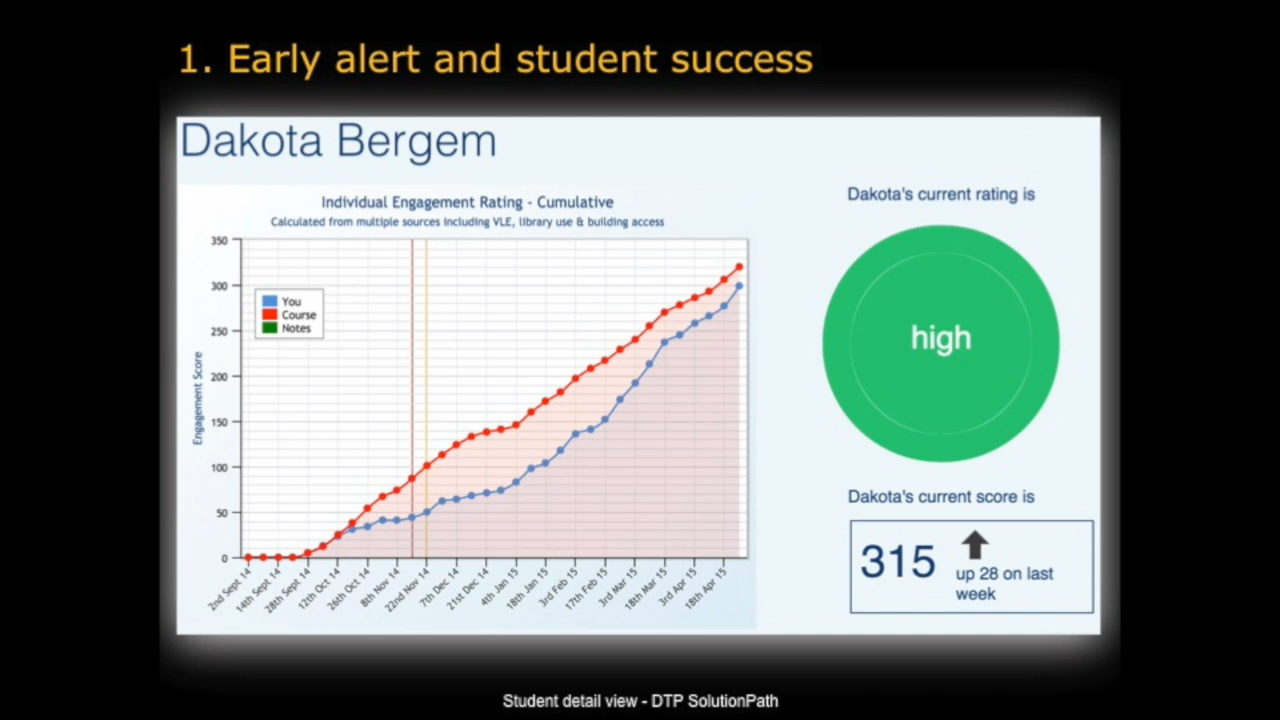 1. Early alert and student success
Dakota Bergem
Individual Engagement Rating - Cumulative
Calculated from multiple sources including VLE, library use & building access
350
300
250
200
150
100
50
0
Engagement Score
You
Course
Notes
2nd Sept 14
14th Sept 14
28th Sept 14
12th Oct 14
26th Oct 14
8th Nov 14
22nd Nov 14
7th Dec 14
21st Dec 14
4th Jan 15
18th Jan 15
3rd Feb 15
17th Feb 15
3rd Mar 15
18th Mar 15
3rd Apr 15
18th Apr 15
Dakota's current rating is
high
Dakota's current score is
315
up 28 on last
week
Student detail view - DTP SolutionPath